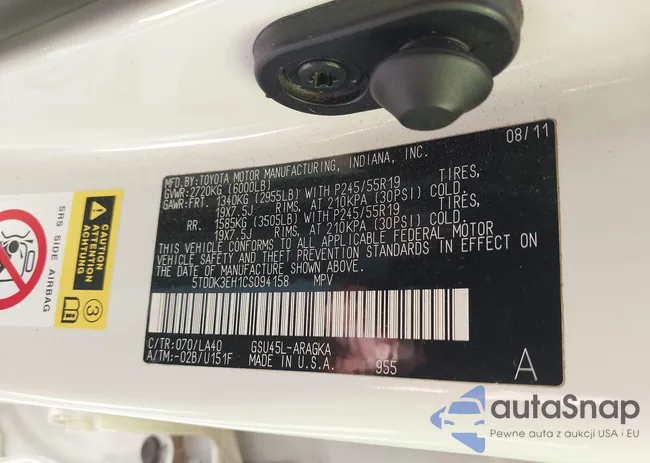 08/11
MFD.BY:TOYOTA MOTOR MANUFACTURING, INDIANA, INC.
GVWR:2720KG (6000LB)
GAWR:FRT. 1340KG (2955LB) WITH P245/55R19 TIRES,
19X7.5J RIMS, AT 210KPA (30PSI) COLD.
RR. 1585KG (3505LB) WITH P245/55R19 TIRES,
19X7.5J RIMS, AT 210KPA (30PSI) COLD.
THIS VEHICLE CONFORMS TO ALL APPLICABLE FEDERAL MOTOR
VEHICLE SAFETY AND THEFT PREVENTION STANDARDS IN EFFECT ON
THE DATE OF MANUFACTURE SHOWN ABOVE.
5TDDK3EH1CS094158 MPV
C/TR:070/LA40 GSU45L-ARAGKA
A/TM:-02B/U151F MADE IN U.S.A. 955 A
SRS SIDE AIRBAG
CAUTION
ATTENTION
ACHTUNG
3
autaSnap
Pewne auta z aukcji USA i EU